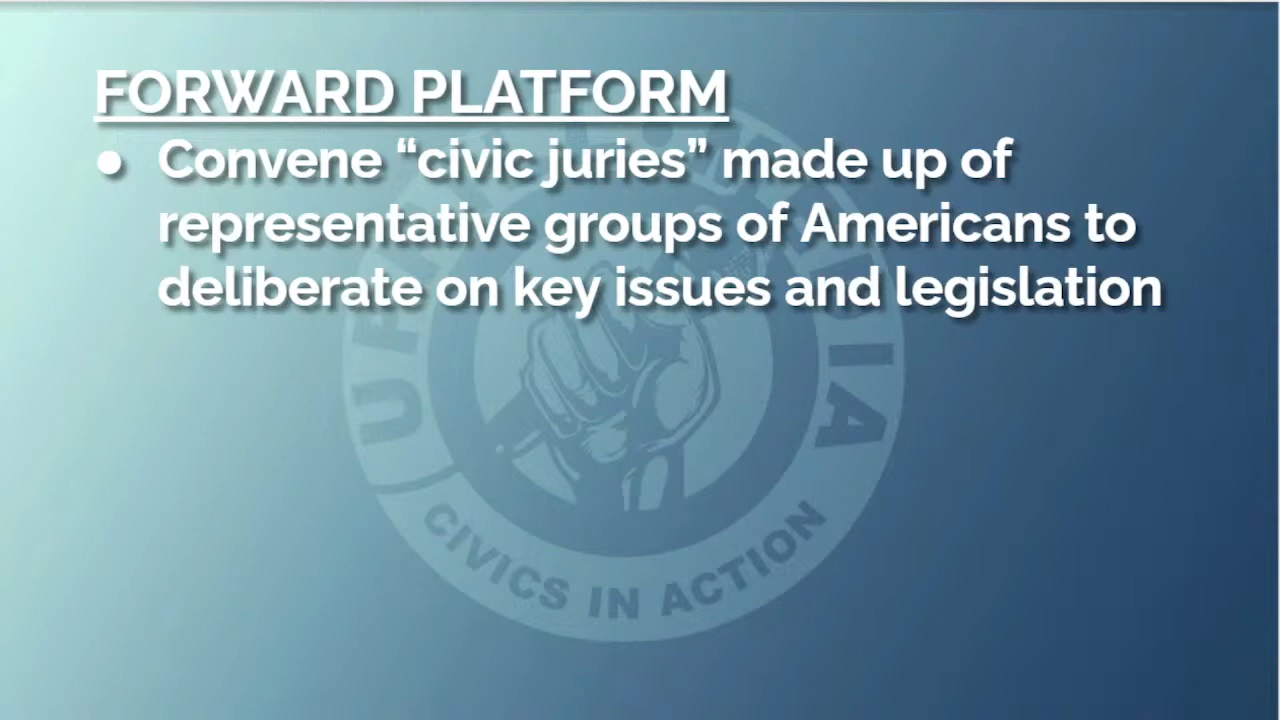 FORWARD PLATFORM
● Convene “civic juries” made up of
representative groups of Americans to
deliberate on key issues and legislation
CIVICS IN ACTION